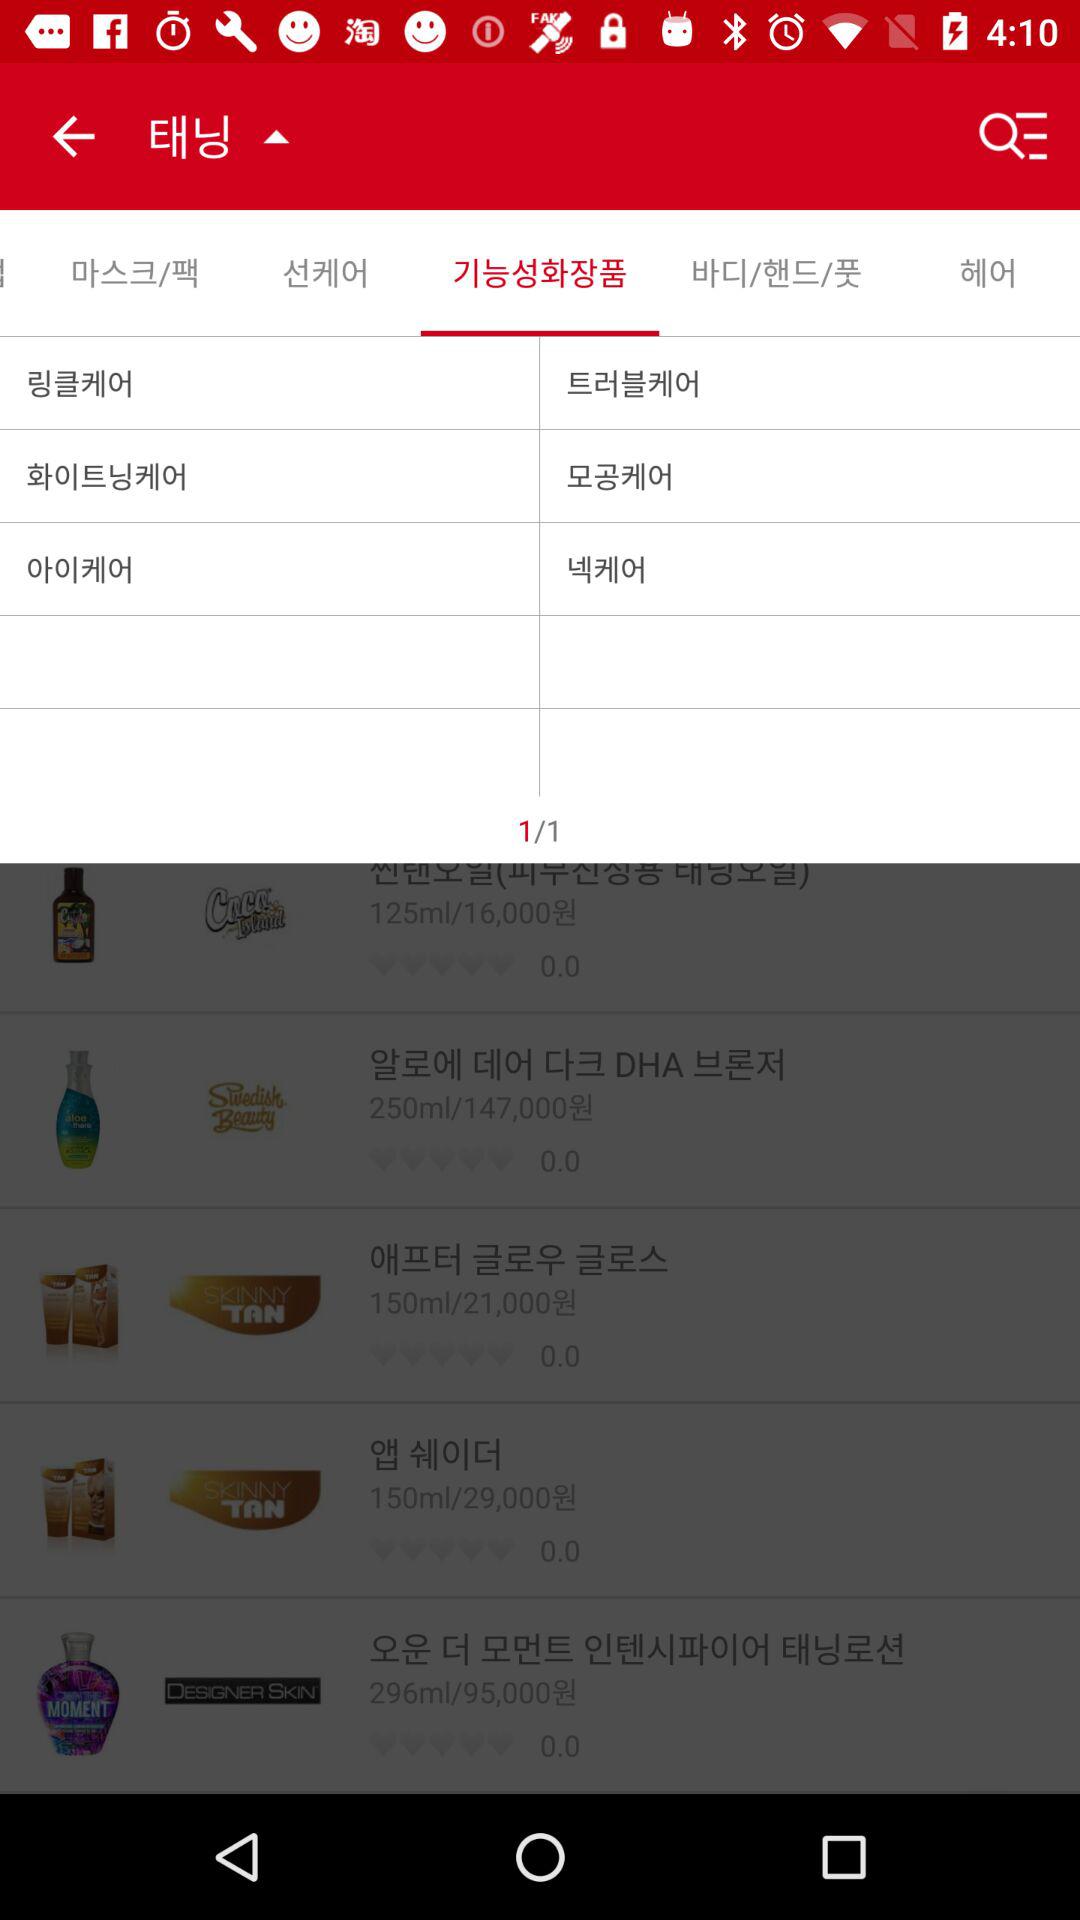 FAK 4:10
태닝
마스크/팩 선케어 기능성화장품 바디/핸드/풋 헤어
링클케어 트러블케어
화이트닝케어 모공케어
아이케어 넥케어
1/1
Coco Island
125ml/16,000원
0.0
aloe there
Swedish Beauty
알로에 데어 다크 DHA 브론저
250ml/147,000원
0.0
TAN
SKINNY TAN
애프터 글로우 글로스
150ml/21,000원
0.0
SKINNY TAN
앱 쉐이더
150ml/29,000원
0.0
MOMENT
DESIGNER SKIN
오운 더 모먼트 인텐시파이어 태닝로션
296ml/95,000원
0.0